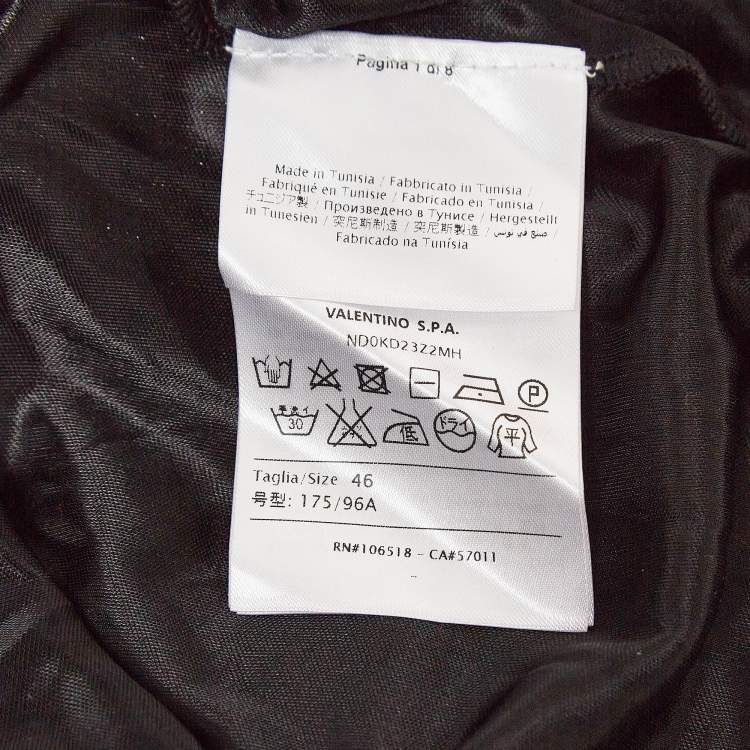 Pagina 1 di 8
Made in Tunisia / Fabbricato in Tunisia /
Fabriqué en Tunisie / Fabricado en Tunisia /
チュニジア製 / Произведено в Тунисе / Hergestellt
in Tunesien / 突尼斯制造 / 突尼斯製造 / صنع في تونس /
Fabricado na Tunísia
VALENTINO S.P.A.
ND0KD23Z2MH
P
30 低 ドライ 平
Taglia/Size 46
号型: 175/96A
RN#106518 - CA#57011